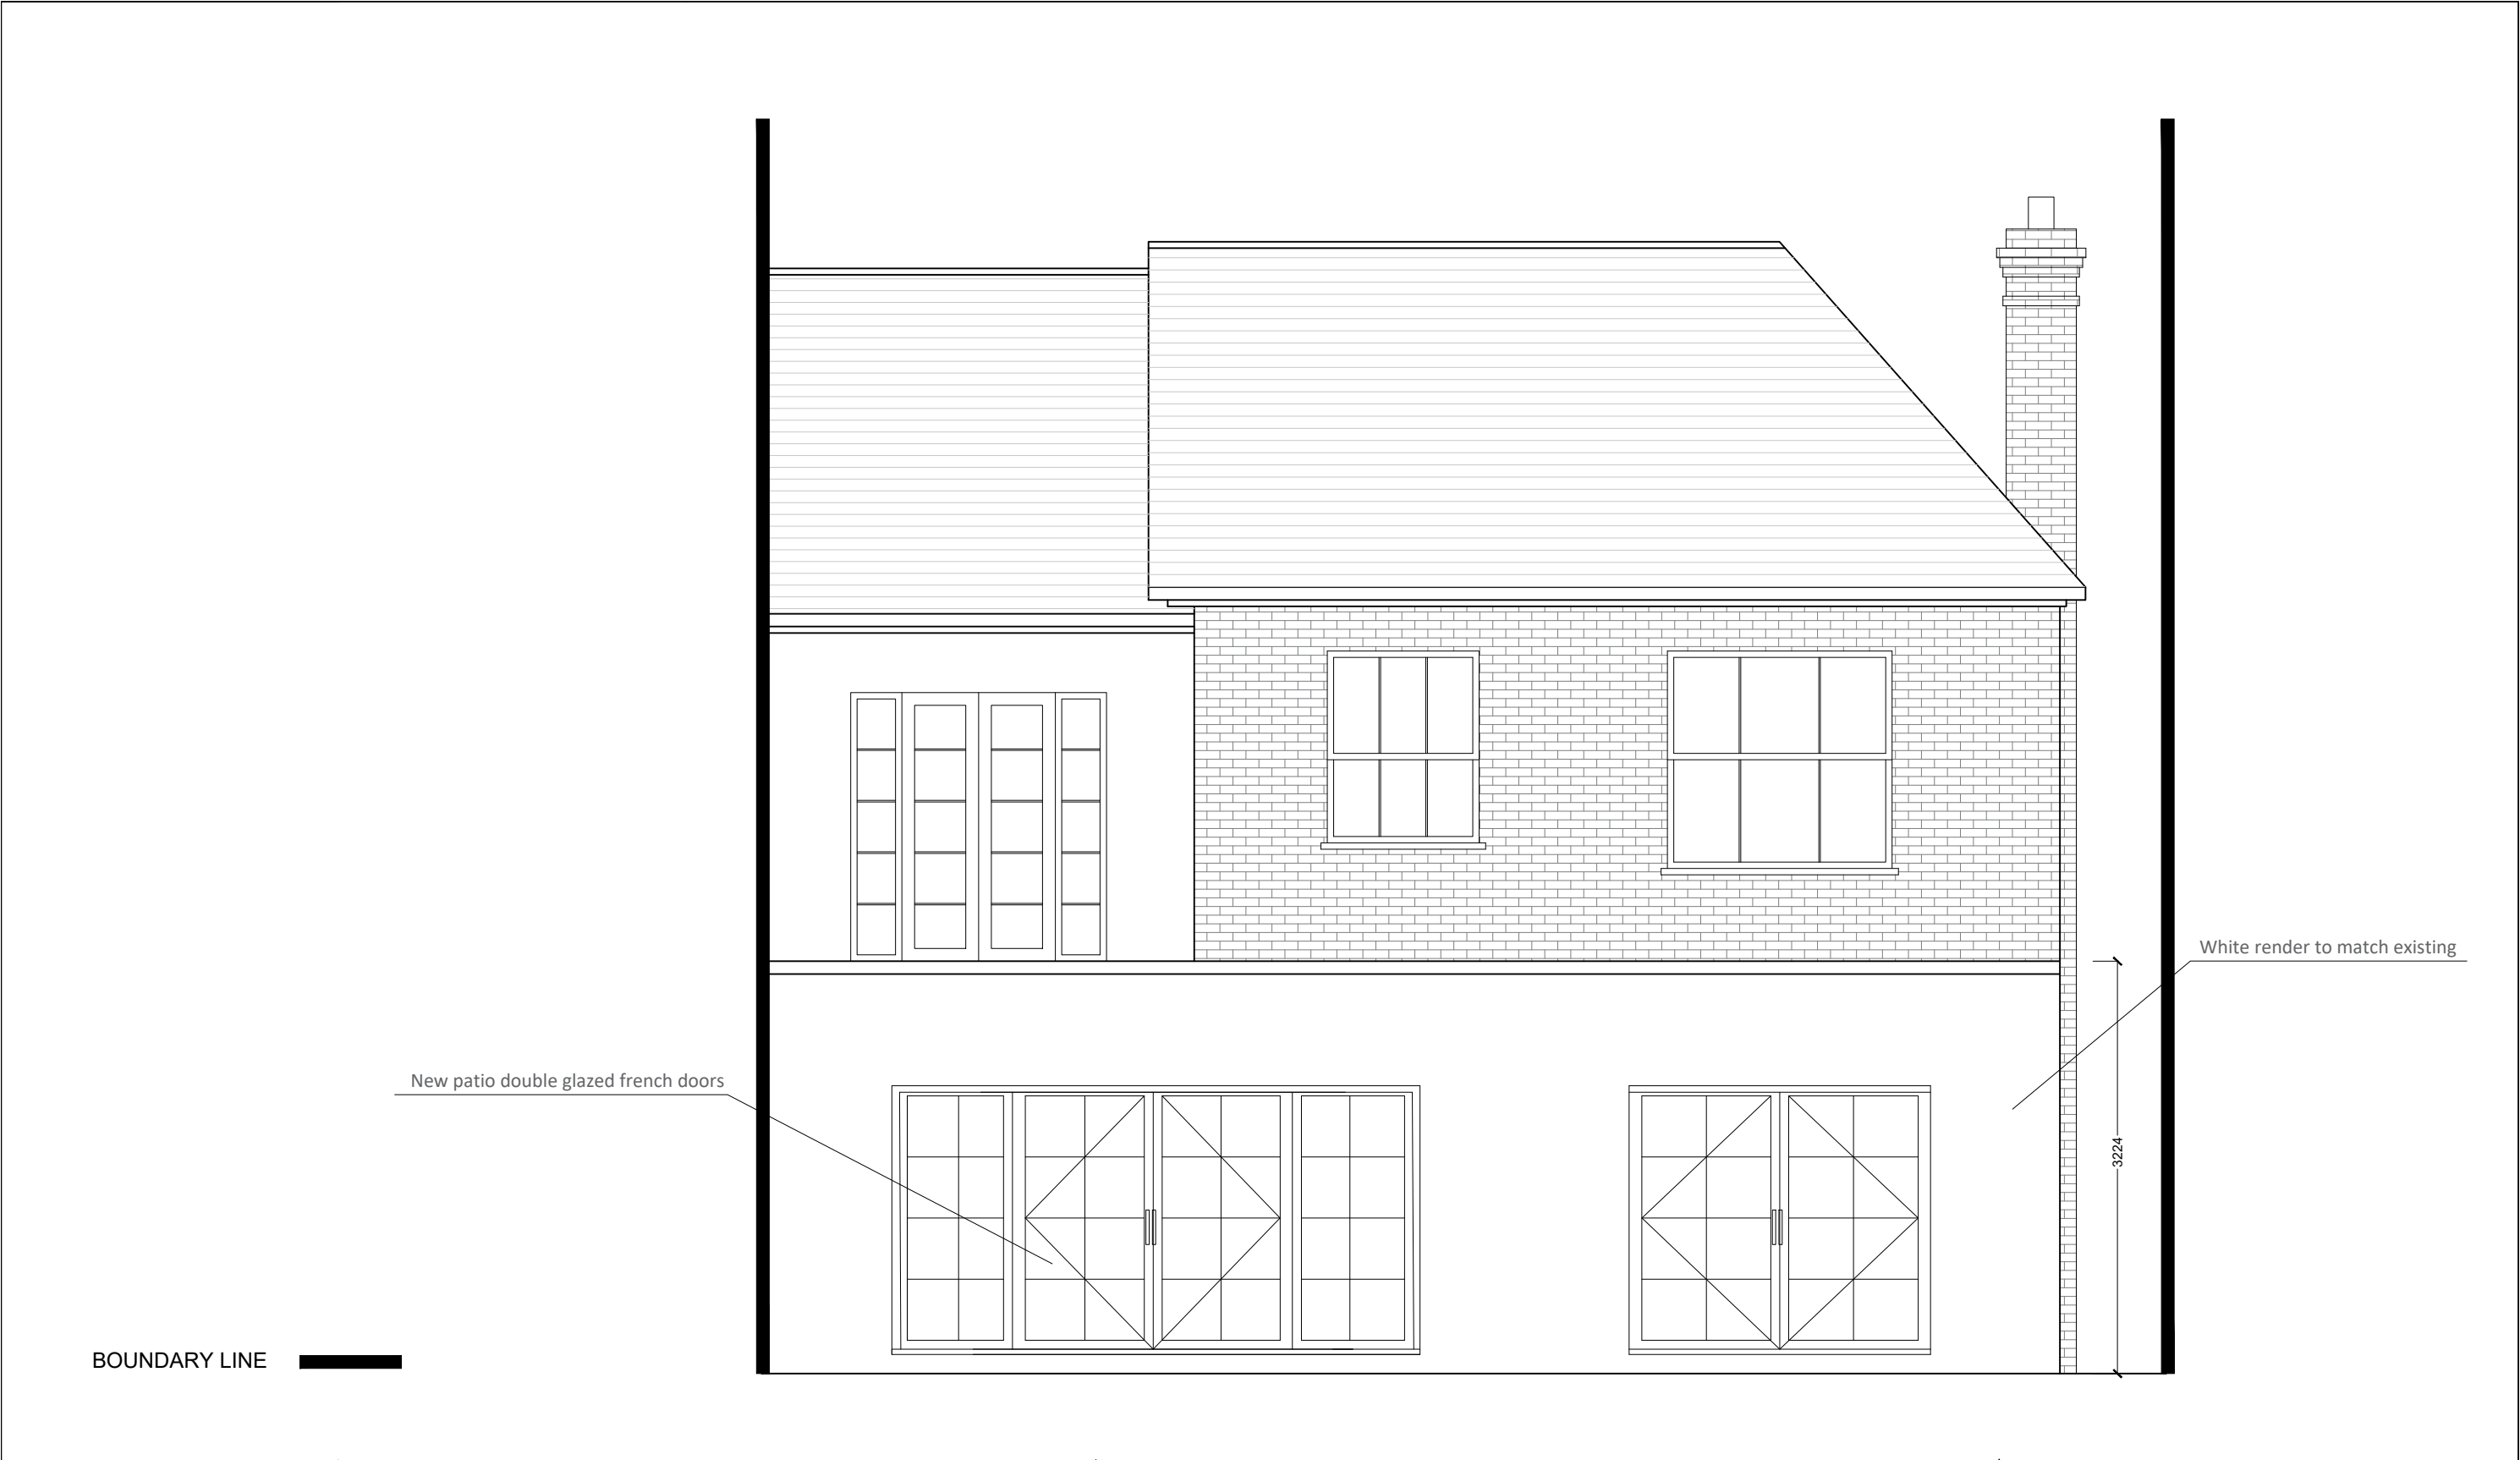 White render to match existing
New patio double glazed french doors
3224
BOUNDARY LINE